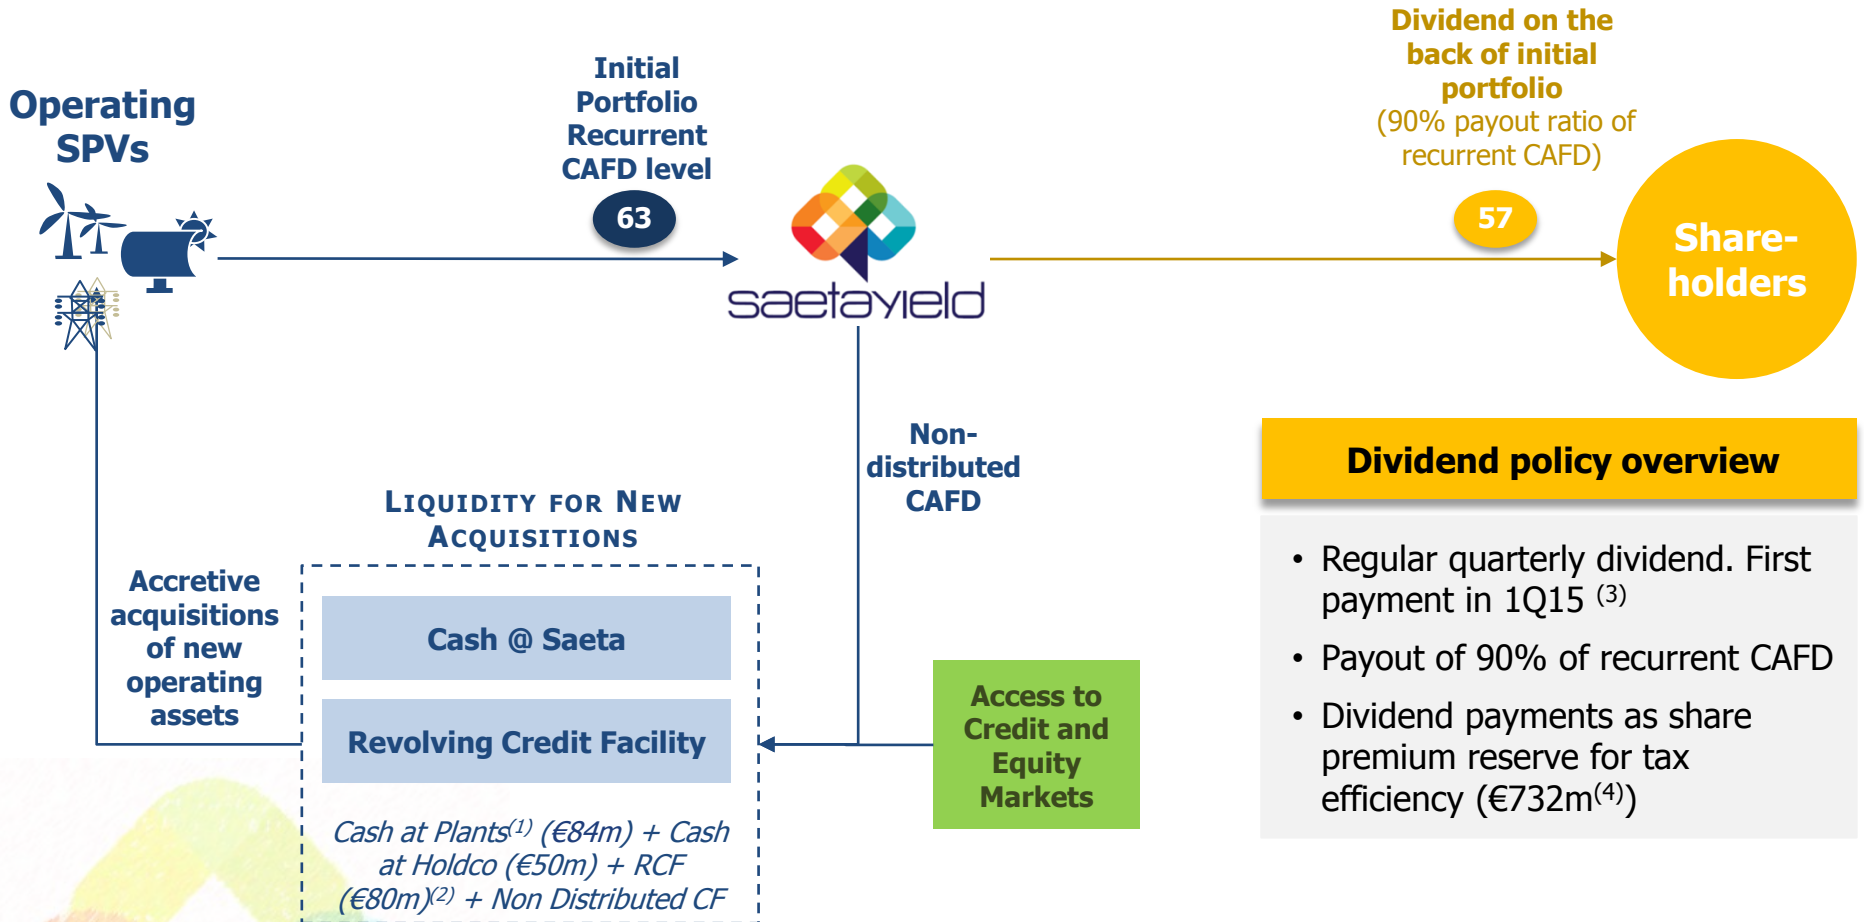 Operating
SPVs
Initial
Portfolio
Recurrent
CAFD level
63
saetayield
Dividend on the
back of initial
portfolio
(90% payout ratio of
recurrent CAFD)
57
Share-
holders
Non-
distributed
CAFD
LIQUIDITY FOR NEW
ACQUISITIONS
Accretive
acquisitions
of new
operating
assets
Cash @ Saeta
Revolving Credit Facility
Cash at Plants(1) (€84m) + Cash
at Holdco (€50m) + RCF
(€80m)(2) + Non Distributed CF
Access to
Credit and
Equity
Markets
Dividend policy overview
• Regular quarterly dividend. First
payment in 1Q15 (3)
• Payout of 90% of recurrent CAFD
• Dividend payments as share
premium reserve for tax
efficiency (€732m(4))